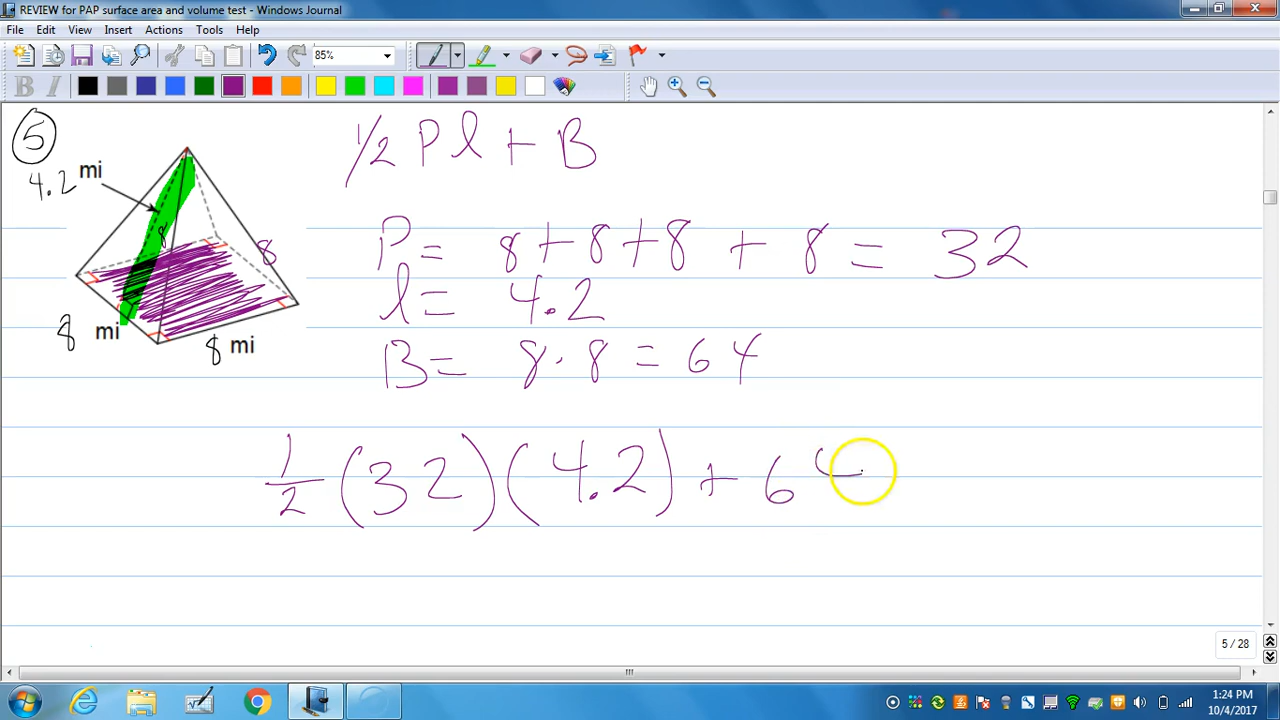 REVIEW for PAP surface area and volume test - Windows Journal
File Edit View Insert Actions Tools Help
85%
B I
5
4.2 mi
8
8
8 mi
8 mi
1/2 P l + B
P = 8 + 8 + 8 + 8 = 32
l = 4.2
B = 8 · 8 = 64
1/2 (32)(4.2) + 64
5 / 28
1:24 PM
10/4/2017